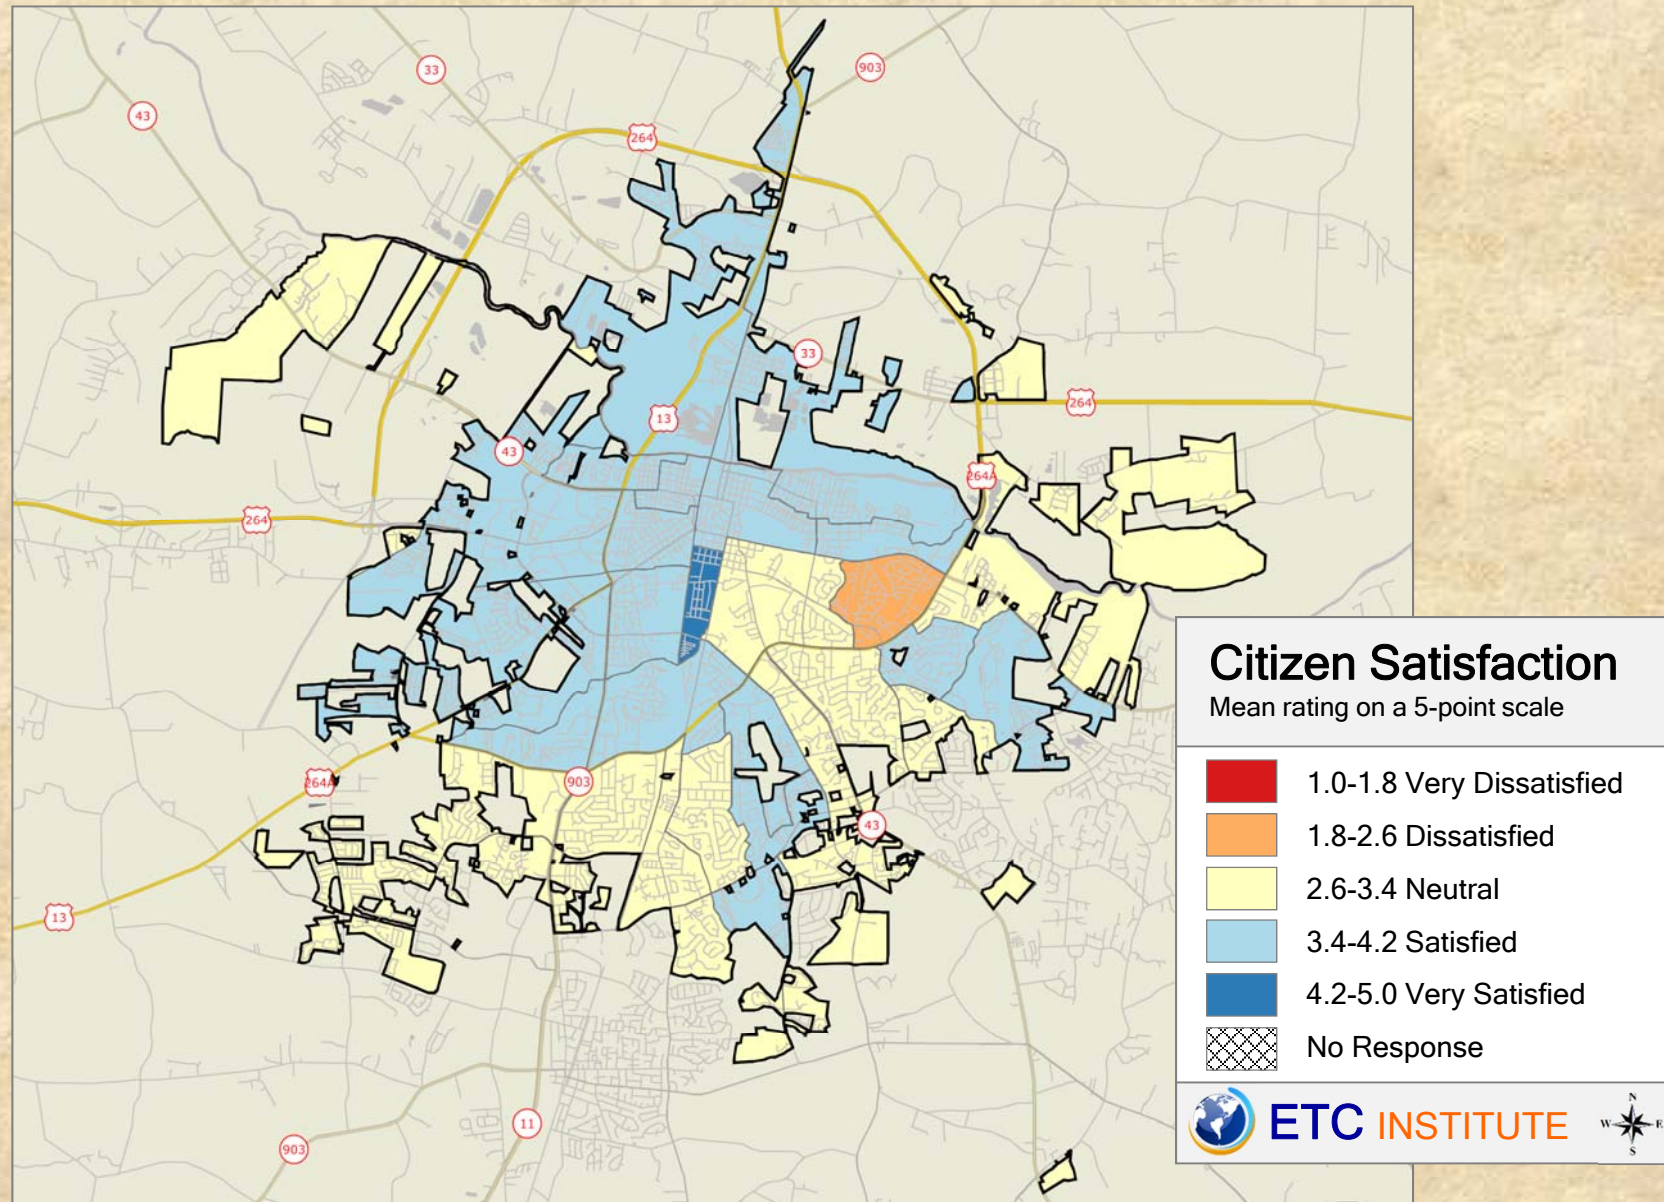 903
33
43
264
33
264
13
43
264A
264
903
264A
43
13
11
903
Citizen Satisfaction
Mean rating on a 5-point scale
1.0-1.8 Very Dissatisfied
1.8-2.6 Dissatisfied
2.6-3.4 Neutral
3.4-4.2 Satisfied
4.2-5.0 Very Satisfied
No Response
ETC INSTITUTE
N
W E
S